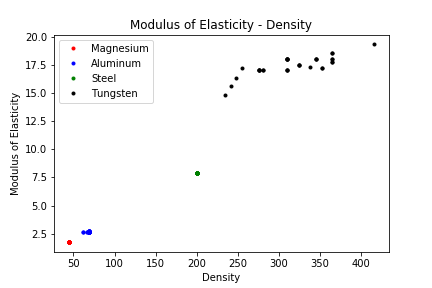 Modulus of Elasticity - Density
20.0
17.5
15.0
12.5
10.0
7.5
5.0
2.5
Modulus of Elasticity
Magnesium
Aluminum
Steel
Tungsten
50 100 150 200 250 300 350 400
Density